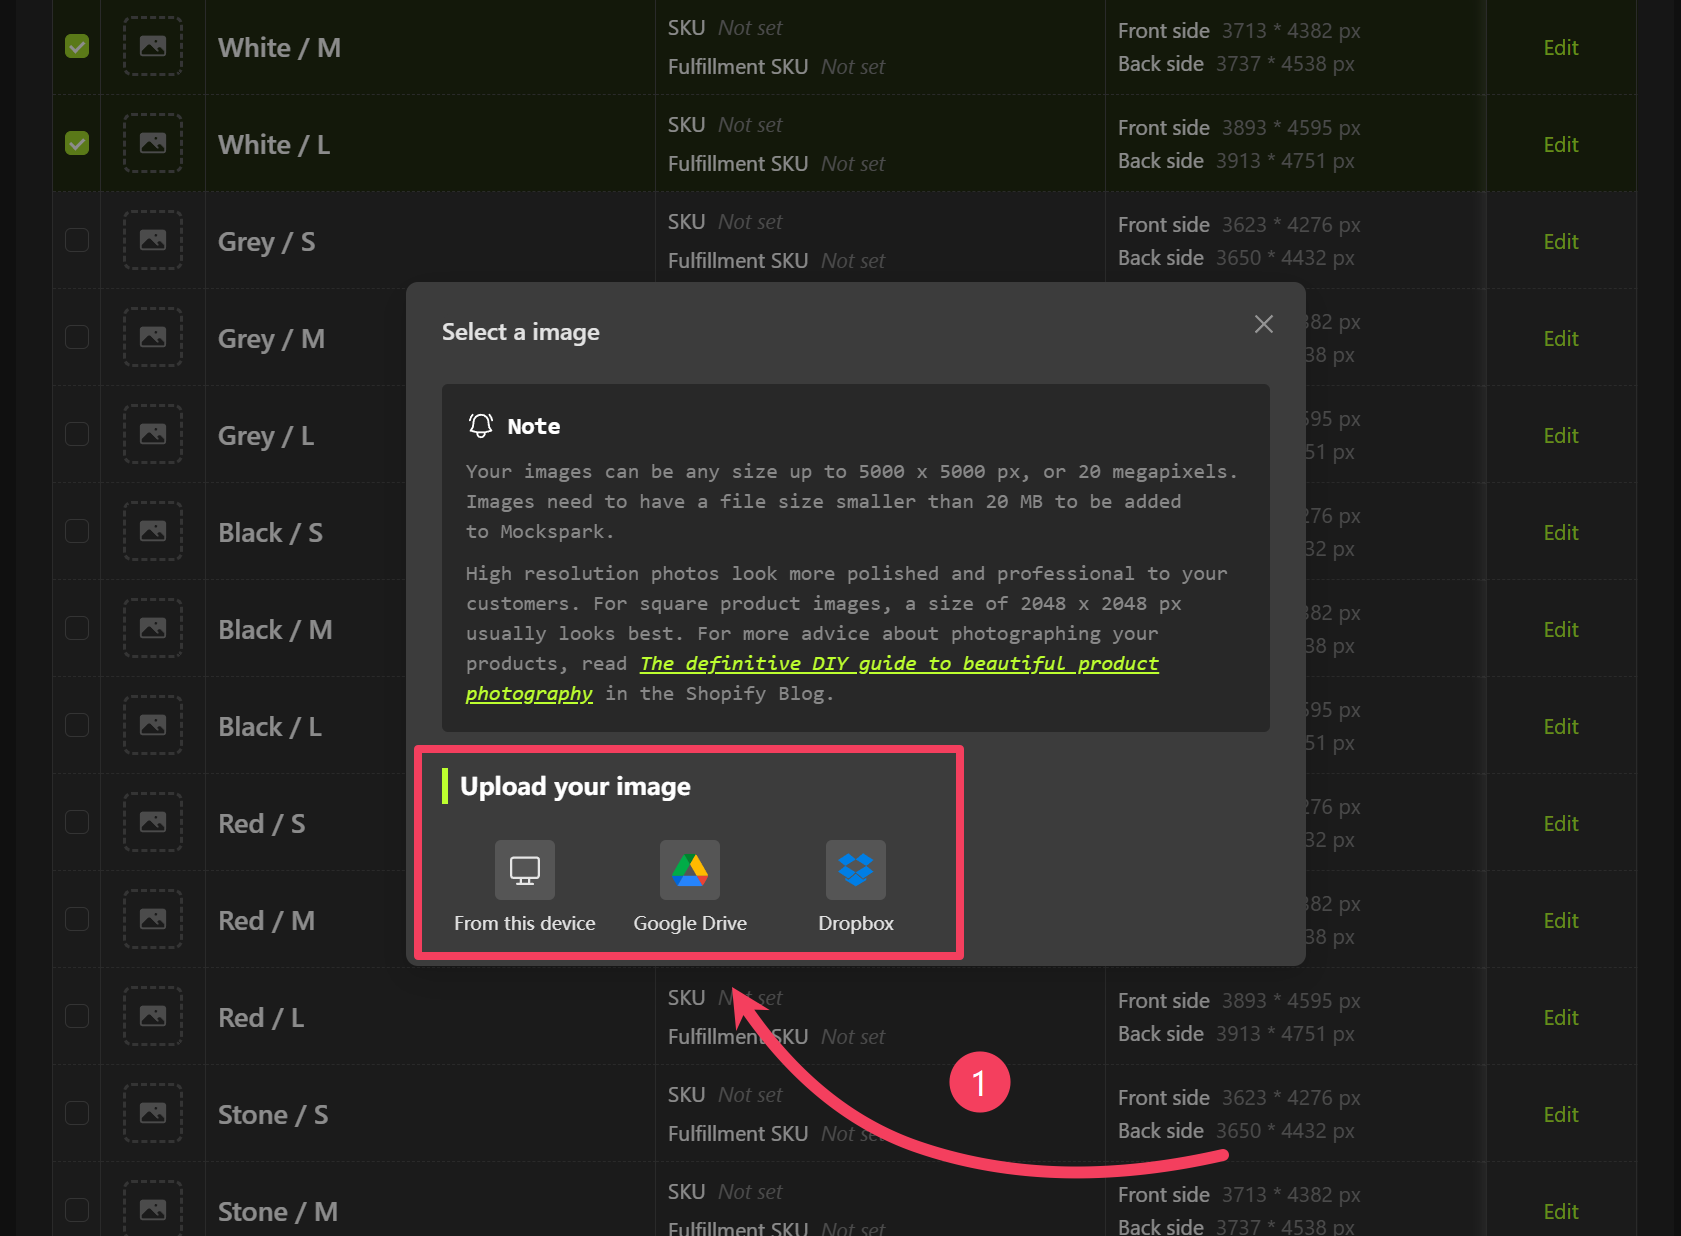 White / M
SKU Not set
Fulfillment SKU Not set
Front side 3713 * 4382 px
Back side 3737 * 4538 px
Edit
White / L
SKU Not set
Fulfillment SKU Not set
Front side 3893 * 4595 px
Back side 3913 * 4751 px
Edit
Grey / S
SKU Not set
Fulfillment SKU Not set
Front side 3623 * 4276 px
Back side 3650 * 4432 px
Edit
Grey / M
382 px
38 px
Edit
Grey / L
595 px
51 px
Edit
Black / S
276 px
32 px
Edit
Black / M
382 px
38 px
Edit
Black / L
595 px
51 px
Edit
Red / S
276 px
32 px
Edit
Red / M
382 px
38 px
Edit
Select a image
Note
Your images can be any size up to 5000 x 5000 px, or 20 megapixels.
Images need to have a file size smaller than 20 MB to be added
to Mockspark.
High resolution photos look more polished and professional to your
customers. For square product images, a size of 2048 x 2048 px
usually looks best. For more advice about photographing your
products, read The definitive DIY guide to beautiful product
photography in the Shopify Blog.
Upload your image
From this device
Google Drive
Dropbox
Red / L
SKU Not set
Fulfillment SKU Not set
Front side 3893 * 4595 px
Back side 3913 * 4751 px
Edit
1
Stone / S
SKU Not set
Fulfillment SKU Not set
Front side 3623 * 4276 px
Back side 3650 * 4432 px
Edit
Stone / M
SKU Not set
Fulfillment SKU Not set
Front side 3713 * 4382 px
Back side 3737 * 4538 px
Edit